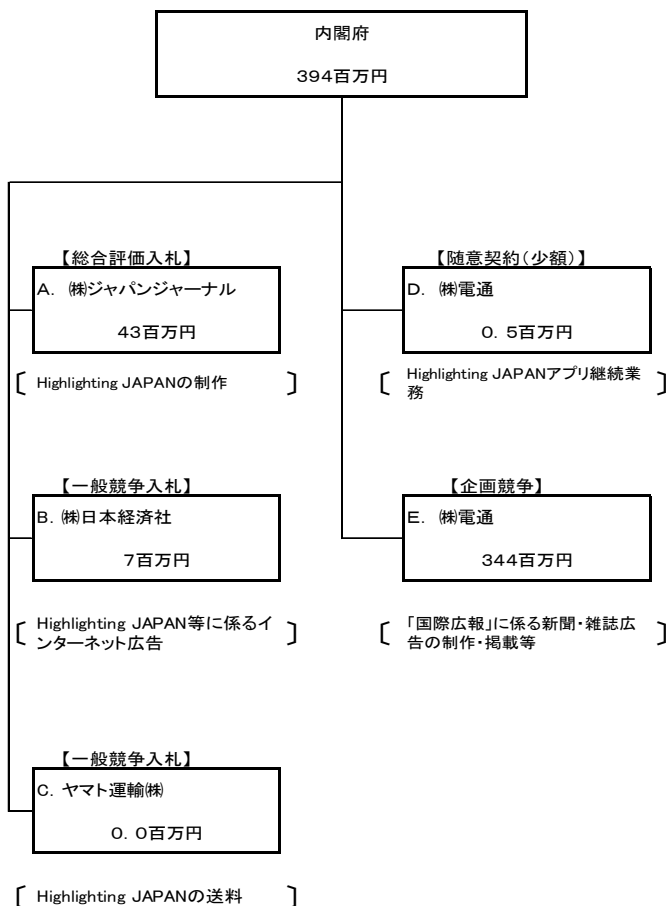 内閣府
394百万円
【総合評価入札】
A. ㈱ジャパンジャーナル
43百万円
〔 Highlighting JAPANの制作 〕
【一般競争入札】
B. ㈱日本経済社
7百万円
〔 Highlighting JAPAN等に係るイ
ンターネット広告 〕
【一般競争入札】
C. ヤマト運輸㈱
0.0百万円
〔 Highlighting JAPANの送料 〕
【随意契約(少額)】
D. ㈱電通
0.5百万円
〔 Highlighting JAPANアプリ継続業
務 〕
【企画競争】
E. ㈱電通
344百万円
〔 「国際広報」に係る新聞・雑誌広
告の制作・掲載等 〕